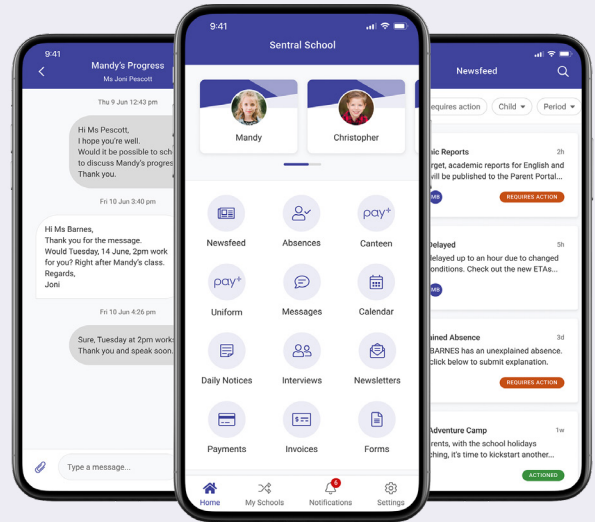 9:41
Mandy's Progress
Ms Joni Pescott
Thu 9 Jun 12:43 pm
Hi Ms Pescott,
I hope you're well.
Would it be possible to sch
to discuss Mandy's progres
Thank you.
Fri 10 Jun 3:40 pm
Hi Ms Barnes,
Thank you for the message.
Would Tuesday, 14 June, 2pm work
for you? Right after Mandy's class.
Regards,
Joni
Fri 10 Jun 4:26 pm
Sure, Tuesday at 2pm works
Thank you and speak soon.
Type a message...
9:41
Sentral School
Mandy
Christopher
Newsfeed
Absences
pay+
Canteen
pay+
Uniform
Messages
Calendar
Daily Notices
Interviews
Newsletters
Payments
Invoices
Forms
Home
My Schools
6
Notifications
Settings
Newsfeed
equires action
Child
Period
ic Reports
2h
rget, academic reports for English and
ill be published to the Parent Portal...
MB
REQUIRES ACTION
Delayed
5h
elayed up to an hour due to changed
onditions. Check out the new ETAs...
MB
ained Absence
3d
BARNES has an unexplained absence.
click below to submit explanation.
REQUIRES ACTION
Adventure Camp
1w
rents, with the school holidays
ching, it's time to kickstart another...
ACTIONED